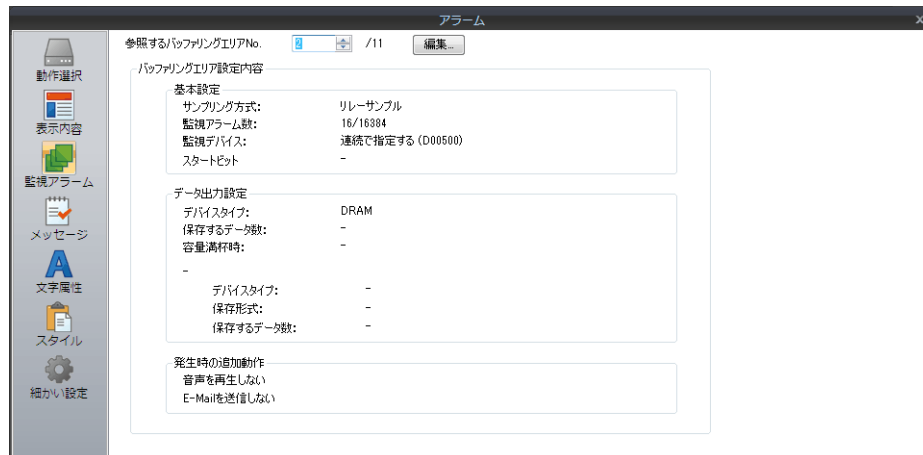 アラーム
x
参照するバッファリングエリアNo. 2 /11 編集...
動作選択
表示内容
監視アラーム
メッセージ
文字属性
スタイル
細かい設定
バッファリングエリア設定内容
基本設定
サンプリング方式: リレーサンプル
監視アラーム数: 16/16384
監視デバイス: 連続で指定する (D00500)
スタートビット -
データ出力設定
デバイスタイプ: DRAM
保存するデータ数: -
容量満杯時: -
-
デバイスタイプ: -
保存形式: -
保存するデータ数: -
発生時の追加動作
音声を再生しない
E-Mailを送信しない